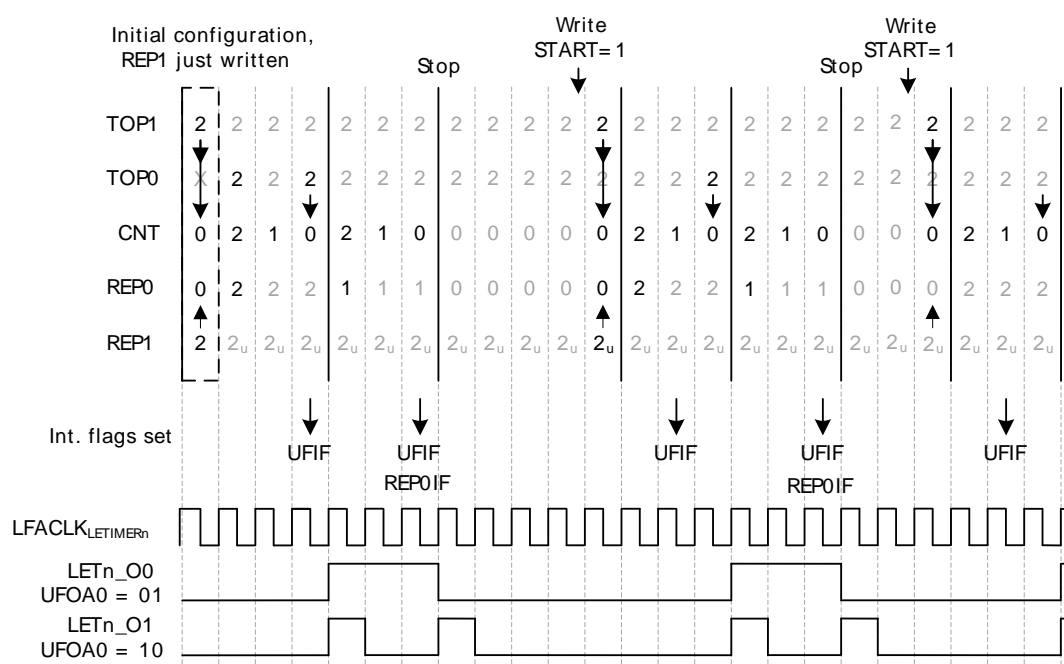 Initial configuration,
REP1 just written
Stop
Write
START=1
Stop
Write
START=1
TOP1 2 2 2 2 2 2 2 2 2 2 2 2 2 2 2 2 2 2 2 2 2 2 2 2
TOP0 X 2 2 2 2 2 2 2 2 2 2 2 2 2 2 2 2 2 2 2 2 2 2 2
CNT 0 2 1 0 2 1 0 0 0 0 0 0 2 1 0 2 1 0 0 0 0 2 1 0
REP0 0 2 2 2 1 1 1 0 0 0 0 0 2 2 2 1 1 1 0 0 0 2 2 2
REP1 2 2u 2u 2u 2u 2u 2u 2u 2u 2u 2u 2u 2u 2u 2u 2u 2u 2u 2u 2u 2u 2u 2u 2u
Int. flags set
UFIF UFIF UFIF UFIF UFIF
REP0IF REP0IF
LFACLKLETIMERn
LETn_O0
UFOA0 = 01
LETn_O1
UFOA0 = 10